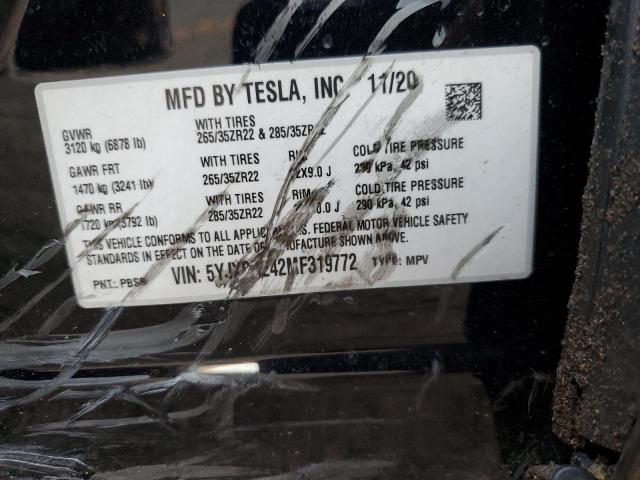 MFD BY TESLA, INC 11/20
GVWR
3120 kg (6878 lb)
WITH TIRES
265/35ZR22 &
GAWR FRT
1470 kg (3241 lb)
WITH TIRES
265/35ZR22
COLD TIRE PRESSURE
290 kPa, 42 psi
GAWR RR
1720 kg (3792 lb)
WITH TIRES
285/35ZR22
RIM
COLD TIRE PRESSURE
290 kPa, 42 psi
THIS VEHICLE CONFORMS TO ALL U.S. FEDERAL MOTOR VEHICLE SAFETY
STANDARDS IN EFFECT ON THE DATE OF MANUFACTURE SHOWN ABOVE.
PNT: PBSB
VIN:
TYPE: MPV